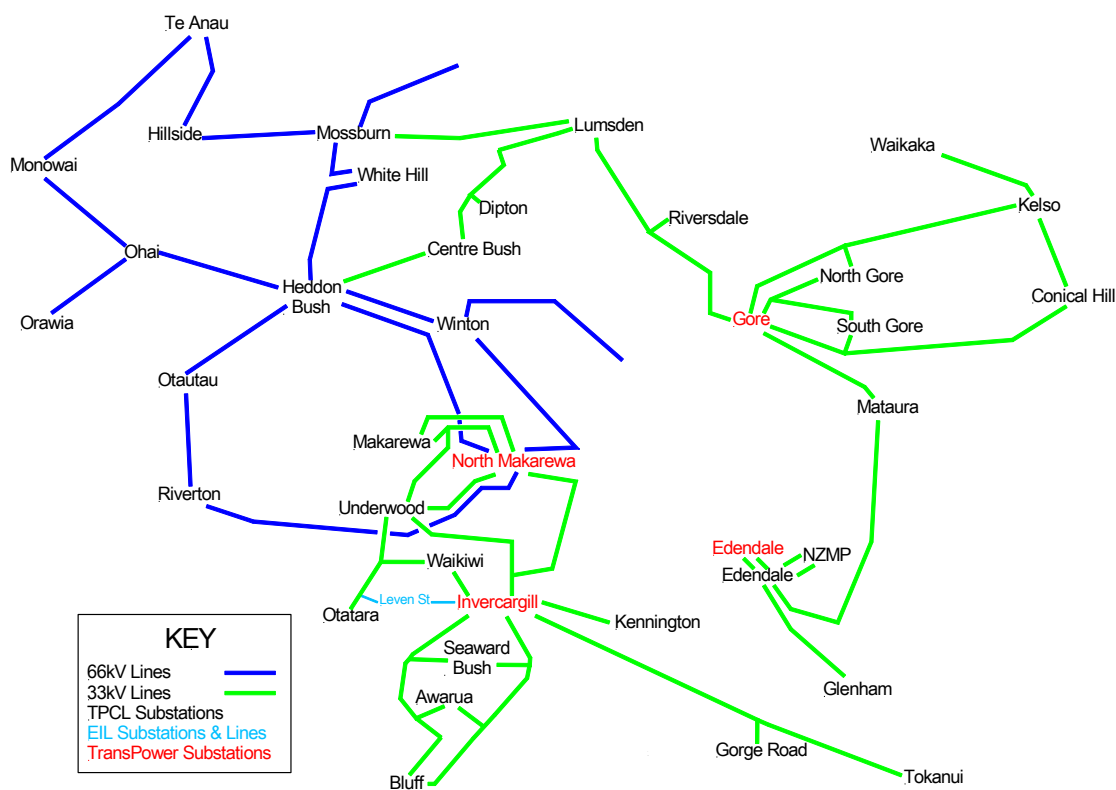 Te Anau
Hillside
Mossburn
Lumsden
Waikaka
Monowai
White Hill
Kelso
Dipton
Riversdale
Ohai
Centre Bush
North Gore
Heddon
Bush
Conical Hill
Orawia
Winton
Gore
South Gore
Otautau
Mataura
Makarewa
North Makarewa
Riverton
Underwood
Edendale
NZMP
Waikiwi
Edendale
Leven St
Invercargill
Otatara
Kennington
KEY
66kV Lines
33kV Lines
TPCL Substations
EIL Substations & Lines
TransPower Substations
Seaward
Bush
Awarua
Glenham
Gorge Road
Bluff
Tokanui